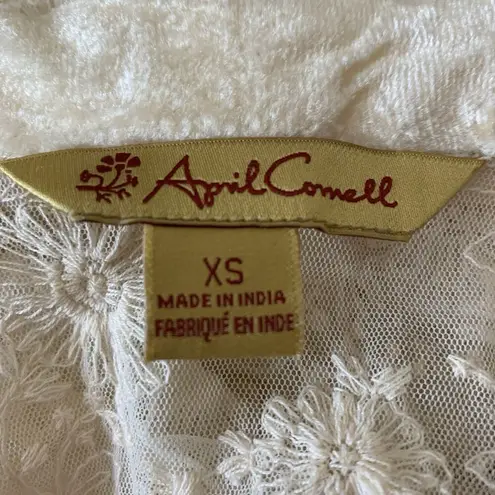 April Cornell
XS
MADE IN INDIA
FABRIQUÉ EN INDE